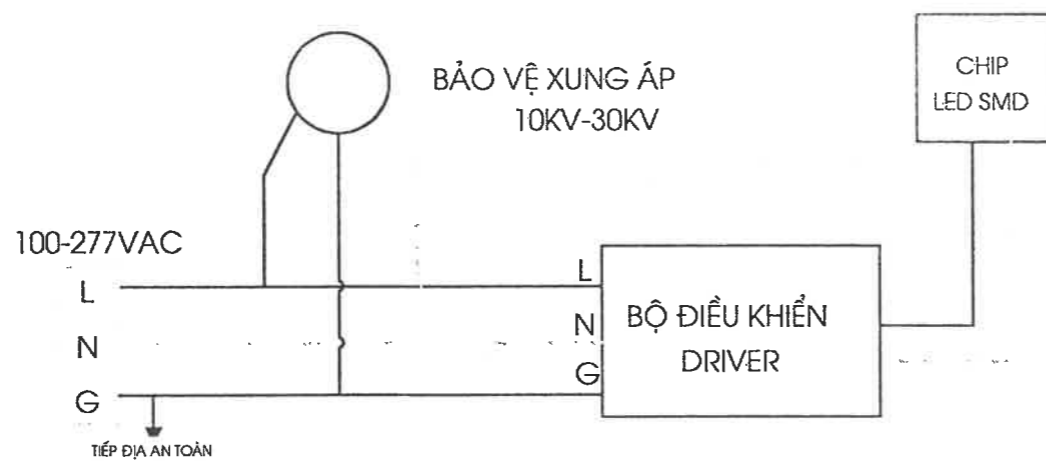 BẢO VỆ XUNG ÁP
10KV-30KV
CHIP
LED SMD
100-277VAC
L
N
G
TIẾP ĐỊA AN TOÀN
L
N
G
BỘ ĐIỀU KHIỂN
DRIVER